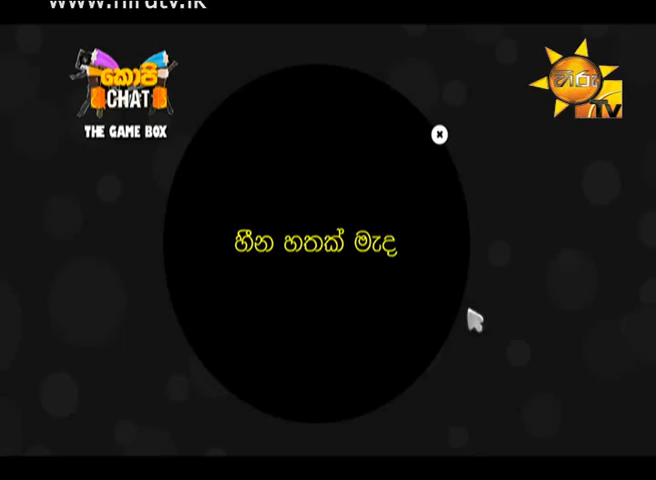 www.hirutv.lk
කොපි
CHAT
THE GAME BOX
හිරු
TV
හීන හතක් මැද